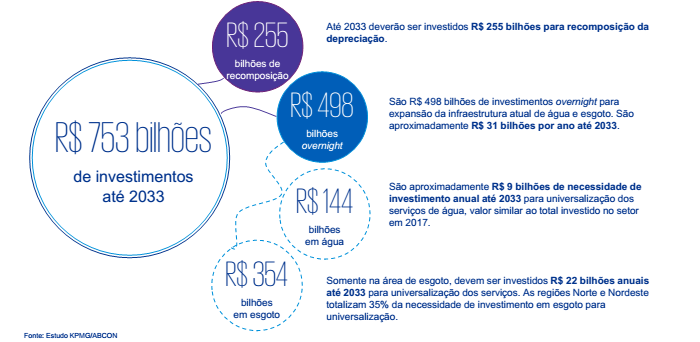 R$ 753 bilhões
de investimentos
até 2033
R$ 255
bilhões de
recomposição
Até 2033 deverão ser investidos R$ 255 bilhões para recomposição da
depreciação.
R$ 498
bilhões
overnight
São R$ 498 bilhões de investimentos overnight para
expansão da infraestrutura atual de água e esgoto. São
aproximadamente R$ 31 bilhões por ano até 2033.
R$ 144
bilhões
em água
São aproximadamente R$ 9 bilhões de necessidade de
investimento anual até 2033 para universalização dos
serviços de água, valor similar ao total investido no setor
em 2017.
R$ 354
bilhões
em esgoto
Somente na área de esgoto, devem ser investidos R$ 22 bilhões anuais
até 2033 para universalização dos serviços. As regiões Norte e Nordeste
totalizam 35% da necessidade de investimento em esgoto para
universalização.
Fonte: Estudo KPMG/ABCON